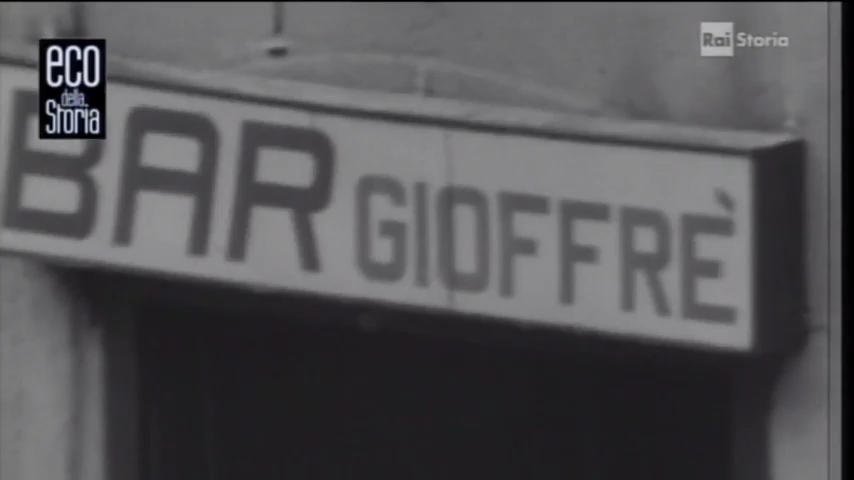 eco
della
Storia
Rai Storia
BAR GIOFFRÈ